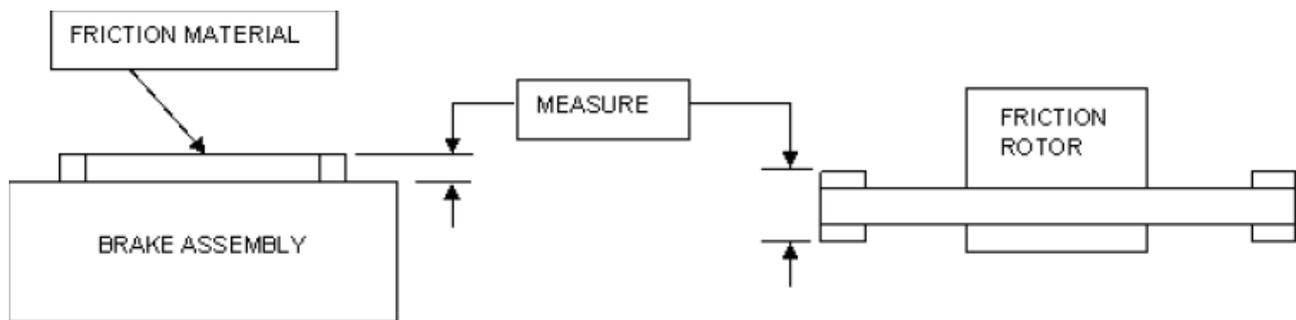 FRICTION MATERIAL
MEASURE
FRICTION
ROTOR
BRAKE ASSEMBLY